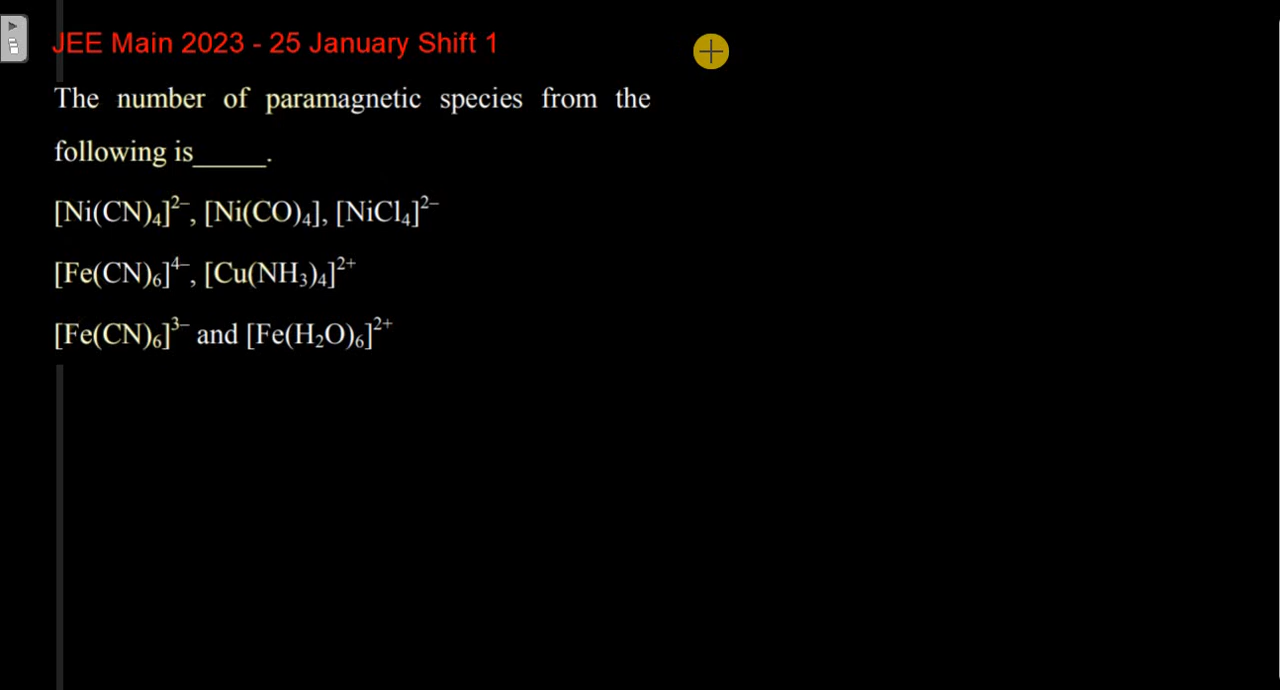 JEE Main 2023 - 25 January Shift 1
The number of paramagnetic species from the
following is_____.
[Ni(CN)₄]²⁻, [Ni(CO)₄], [NiCl₄]²⁻
[Fe(CN)₆]⁴⁻, [Cu(NH₃)₄]²⁺
[Fe(CN)₆]³⁻ and [Fe(H₂O)₆]²⁺